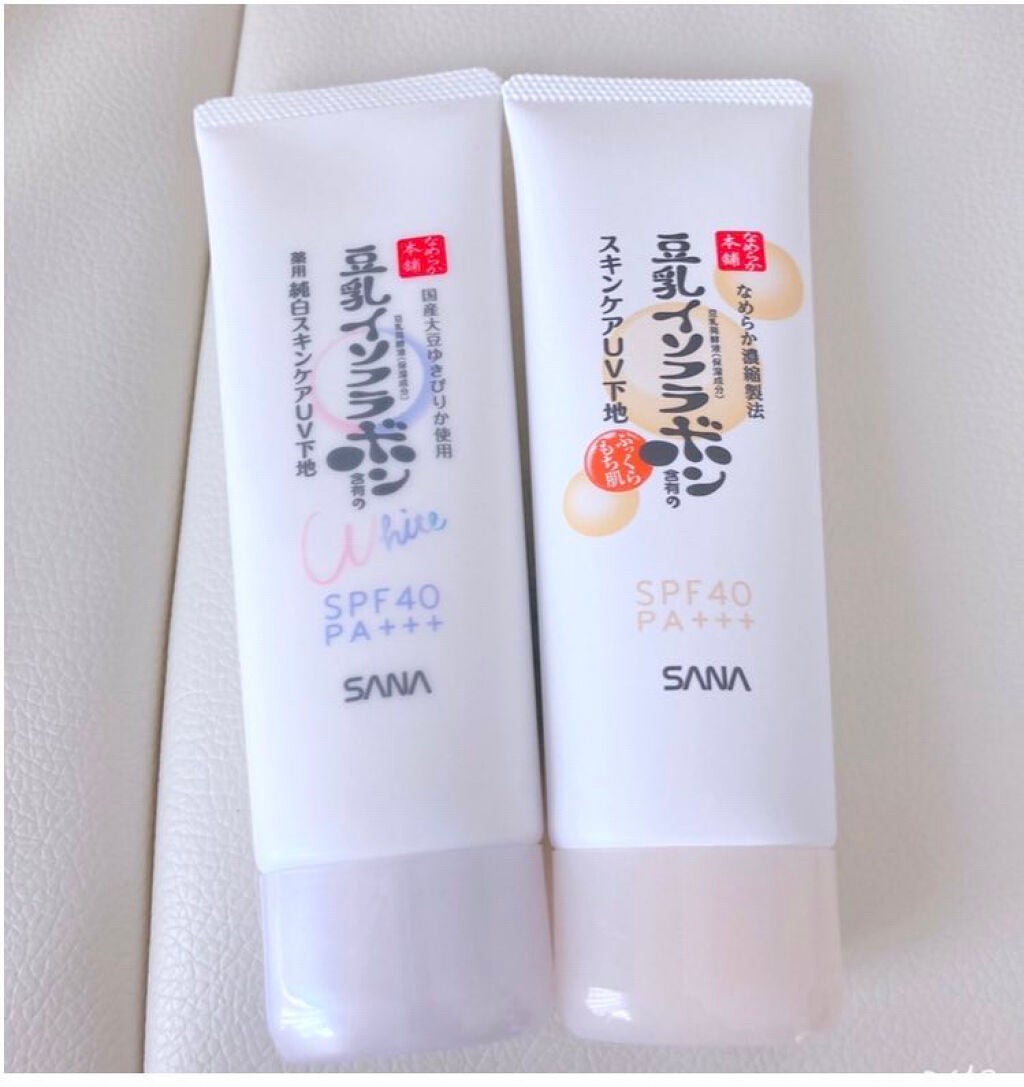 なめらか本舗
国産大豆ゆきぴりか使用
豆乳イソフラボン含有の
豆乳発酵液(保湿成分)
薬用 純白スキンケアUV下地
White
SPF40
PA+++
SANA
なめらか本舗
なめらか濃縮製法
豆乳イソフラボン含有の
豆乳発酵液(保湿成分)
スキンケアUV下地
ふっくら
もち肌
SPF40
PA+++
SANA